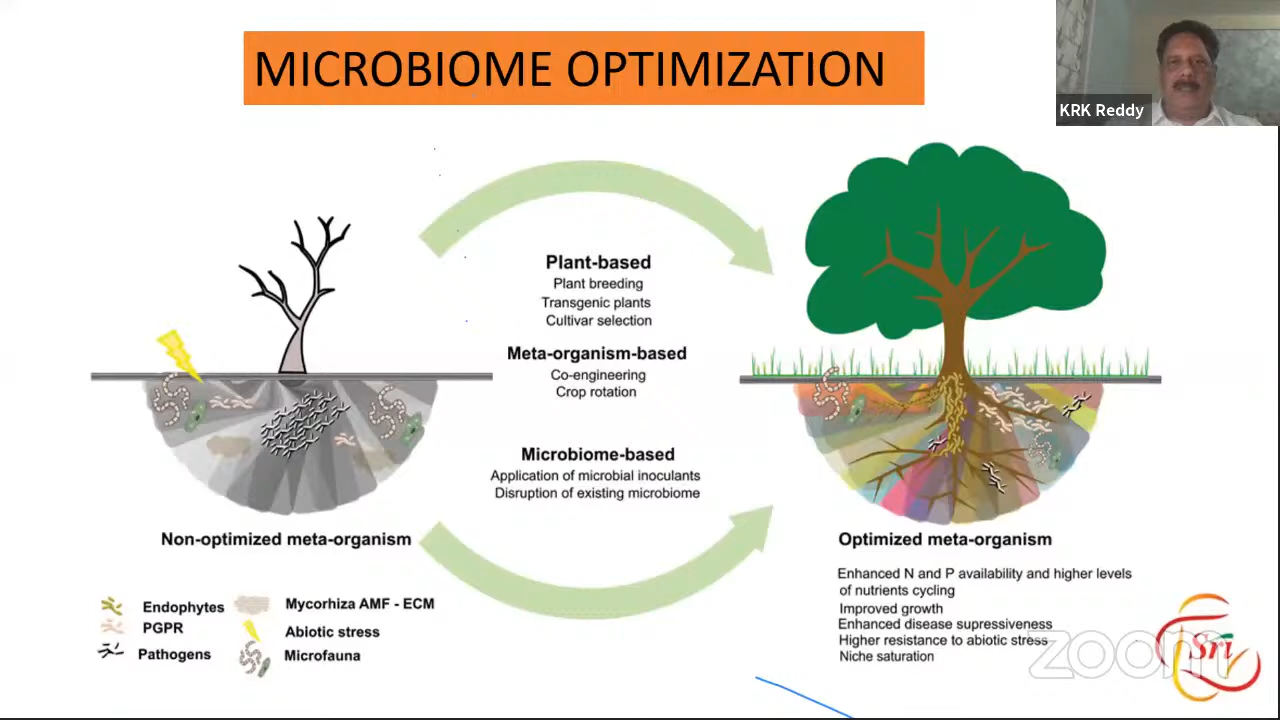 MICROBIOME OPTIMIZATION
KRK Reddy
Plant-based
Plant breeding
Transgenic plants
Cultivar selection
Meta-organism-based
Co-engineering
Crop rotation
Microbiome-based
Application of microbial inoculants
Disruption of existing microbiome
Non-optimized meta-organism
Optimized meta-organism
Enhanced N and P availability and higher levels
of nutrients cycling
Improved growth
Enhanced disease supressiveness
Higher resistance to abiotic stress
Niche saturation
Endophytes
PGPR
Pathogens
Mycorhiza AMF - ECM
Abiotic stress
Microfauna
zoom
Sri